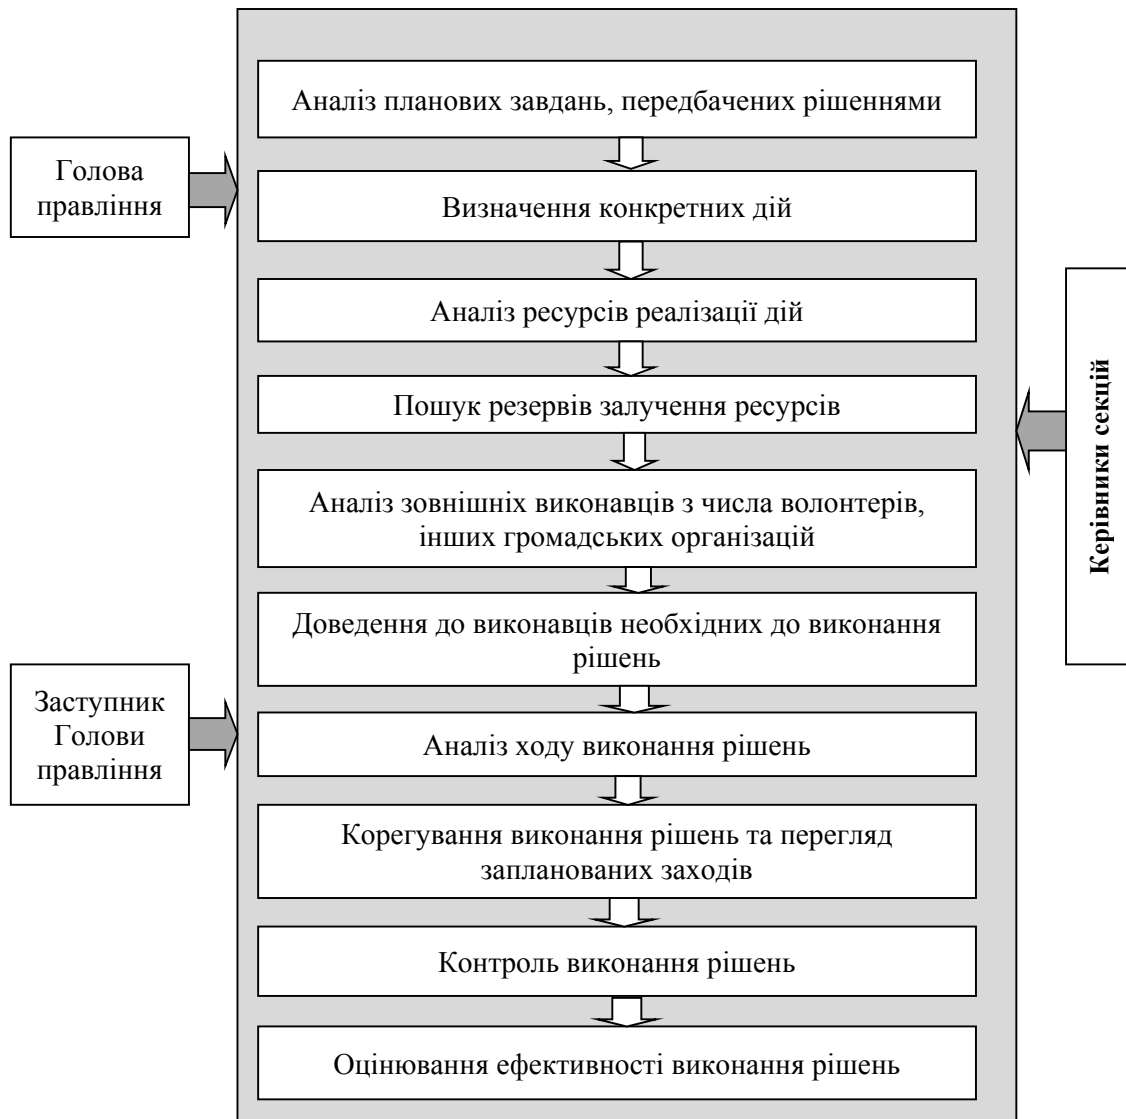 Аналіз планових завдань, передбачених рішеннями
Голова
правління
Визначення конкретних дій
Аналіз ресурсів реалізації дій
Пошук резервів залучення ресурсів
Керівники секцій
Аналіз зовнішніх виконавців з числа волонтерів,
інших громадських організацій
Доведення до виконавців необхідних до виконання
рішень
Заступник
Голови
правління
Аналіз ходу виконання рішень
Корегування виконання рішень та перегляд
запланованих заходів
Контроль виконання рішень
Оцінювання ефективності виконання рішень